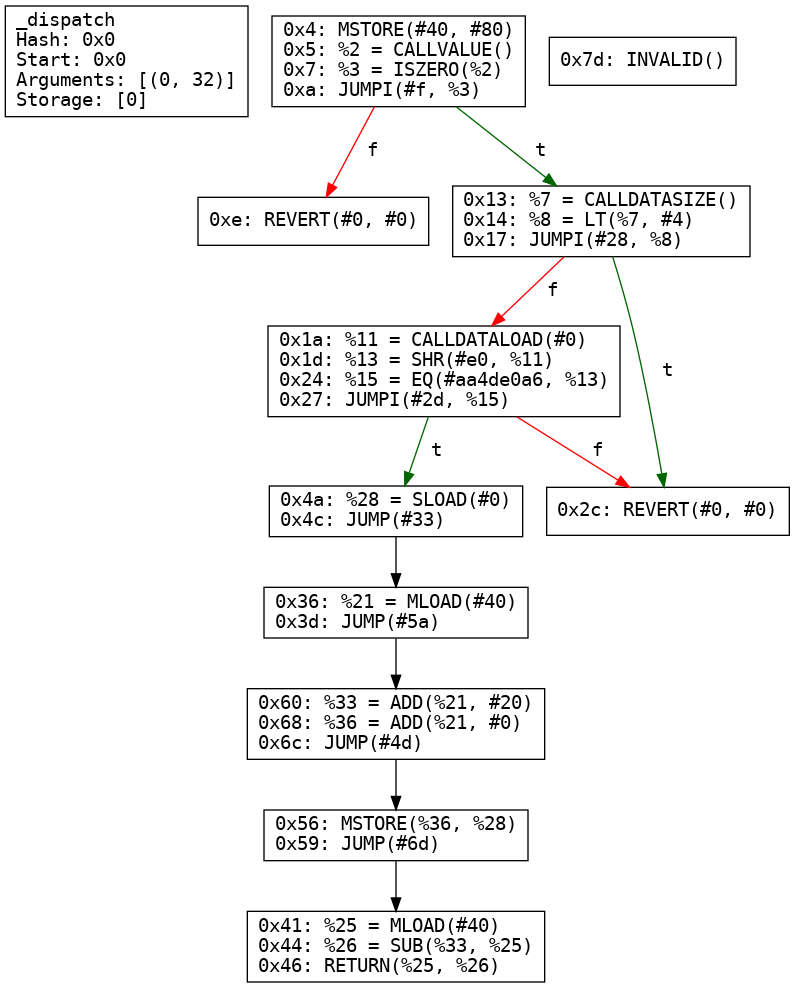 _dispatch
Hash: 0x0
Start: 0x0
Arguments: [(0, 32)]
Storage: [0]
0x4: MSTORE(#40, #80)
0x5: %2 = CALLVALUE()
0x7: %3 = ISZERO(%2)
0xa: JUMPI(#f, %3)
0x7d: INVALID()
f
t
0xe: REVERT(#0, #0)
0x13: %7 = CALLDATASIZE()
0x14: %8 = LT(%7, #4)
0x17: JUMPI(#28, %8)
f
t
0x1a: %11 = CALLDATALOAD(#0)
0x1d: %13 = SHR(#e0, %11)
0x24: %15 = EQ(#aa4de0a6, %13)
0x27: JUMPI(#2d, %15)
t
f
0x4a: %28 = SLOAD(#0)
0x4c: JUMP(#33)
0x2c: REVERT(#0, #0)
0x36: %21 = MLOAD(#40)
0x3d: JUMP(#5a)
0x60: %33 = ADD(%21, #20)
0x68: %36 = ADD(%21, #0)
0x6c: JUMP(#4d)
0x56: MSTORE(%36, %28)
0x59: JUMP(#6d)
0x41: %25 = MLOAD(#40)
0x44: %26 = SUB(%33, %25)
0x46: RETURN(%25, %26)